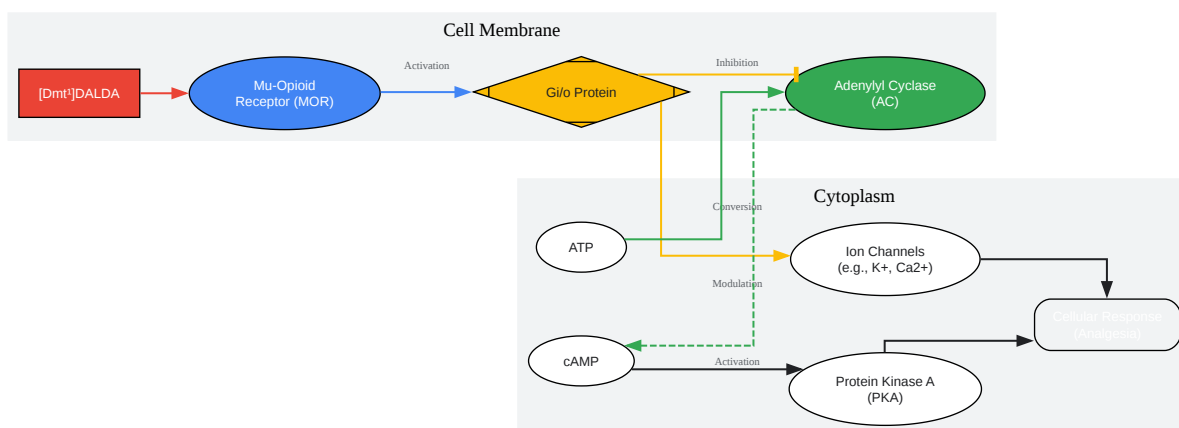 Cell Membrane
[Dmt¹]DALDA
Mu-Opioid
Receptor (MOR)
Activation
Gi/o Protein
Inhibition
Adenylyl Cyclase
(AC)
Cytoplasm
Conversion
ATP
Ion Channels
(e.g., K+, Ca2+)
Modulation
Cellular Response
(Analgesia)
cAMP
Activation
Protein Kinase A
(PKA)